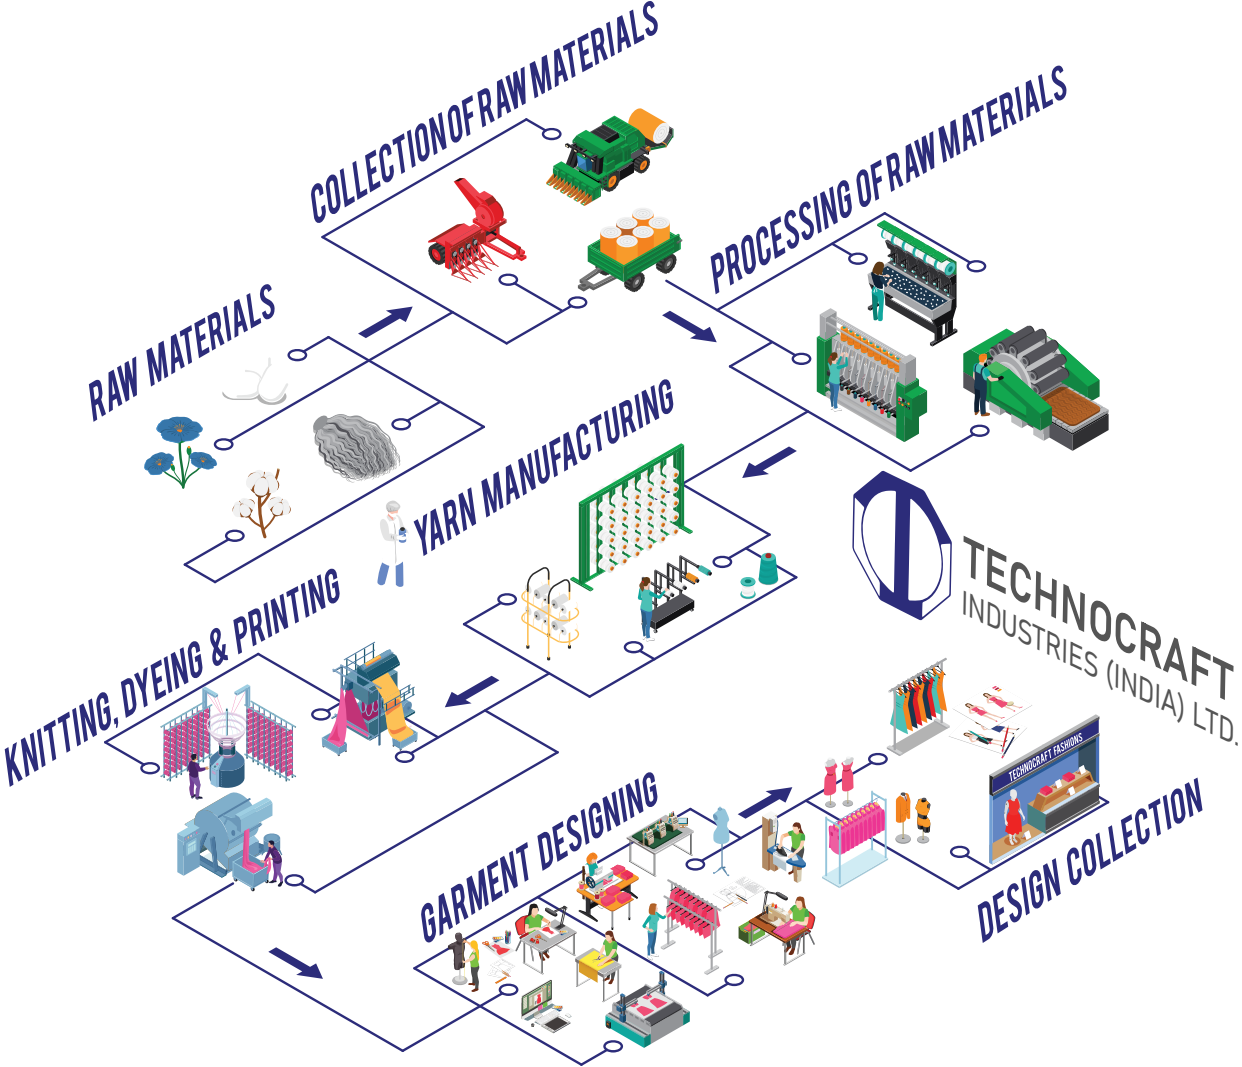 COLLECTION OF RAW MATERIALS
PROCESSING OF RAW MATERIALS
RAW MATERIALS
YARN MANUFACTURING
TECHNOCRAFT
INDUSTRIES (INDIA) LTD.
KNITTING, DYEING & PRINTING
TECHNOCRAFT FASHIONS
GARMENT DESIGNING
DESIGN COLLECTION